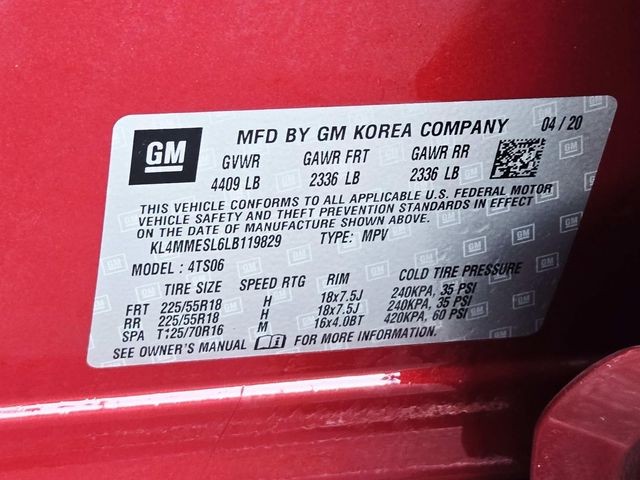 GM MFD BY GM KOREA COMPANY 04 / 20
GVWR GAWR FRT GAWR RR
4409 LB 2336 LB 2336 LB
THIS VEHICLE CONFORMS TO ALL APPLICABLE U.S. FEDERAL MOTOR
VEHICLE SAFETY AND THEFT PREVENTION STANDARDS IN EFFECT
ON THE DATE OF MANUFACTURE SHOWN ABOVE.
KL4MMESL6LB119829 TYPE: MPV
MODEL : 4TS06
TIRE SIZE SPEED RTG RIM COLD TIRE PRESSURE
FRT 225/55R18 H 18x7.5J 240KPA, 35 PSI
RR 225/55R18 H 18x7.5J 240KPA, 35 PSI
SPA T125/70R16 M 16x4.0BT 420KPA, 60 PSI
SEE OWNER'S MANUAL FOR MORE INFORMATION